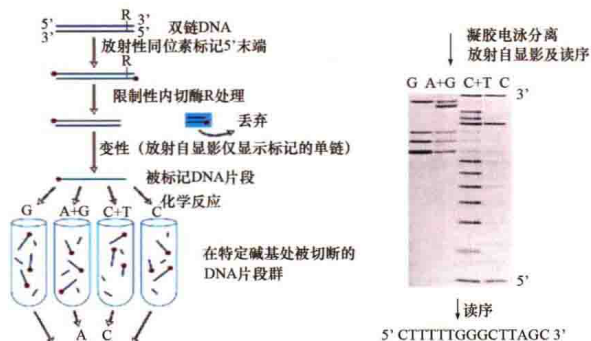 R
5' 3'
3' 5'
双链DNA
放射性同位素标记5'末端
R
限制性内切酶R处理
丢弃
变性(放射自显影仅显示标记的单链)
被标记DNA片段
化学反应
G A+G C+T C
在特定碱基处被切断的
DNA片段群
A C
凝胶电泳分离
放射自显影及读序
G A+G C+T C
3'
5'
读序
5' CTTTTTGGGCTTAGC 3'